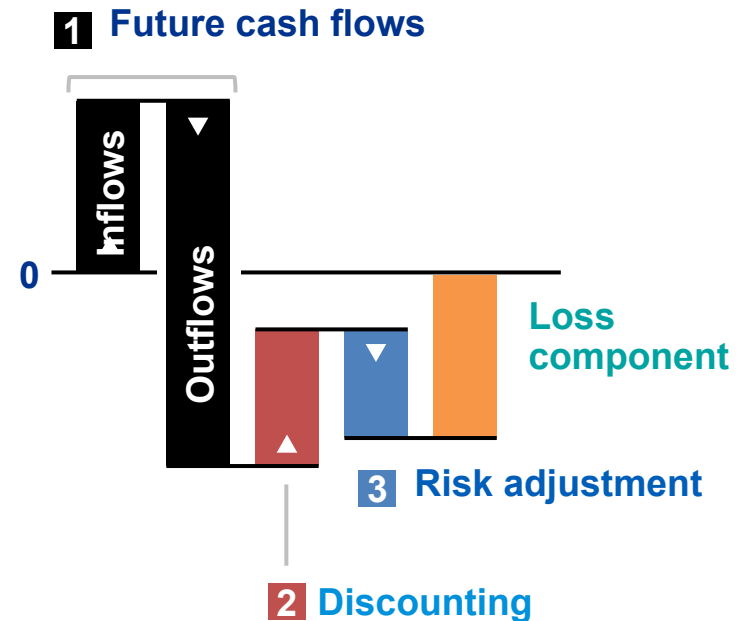 1 Future cash flows
Inflows
Outflows
0
Loss
component
3 Risk adjustment
2 Discounting